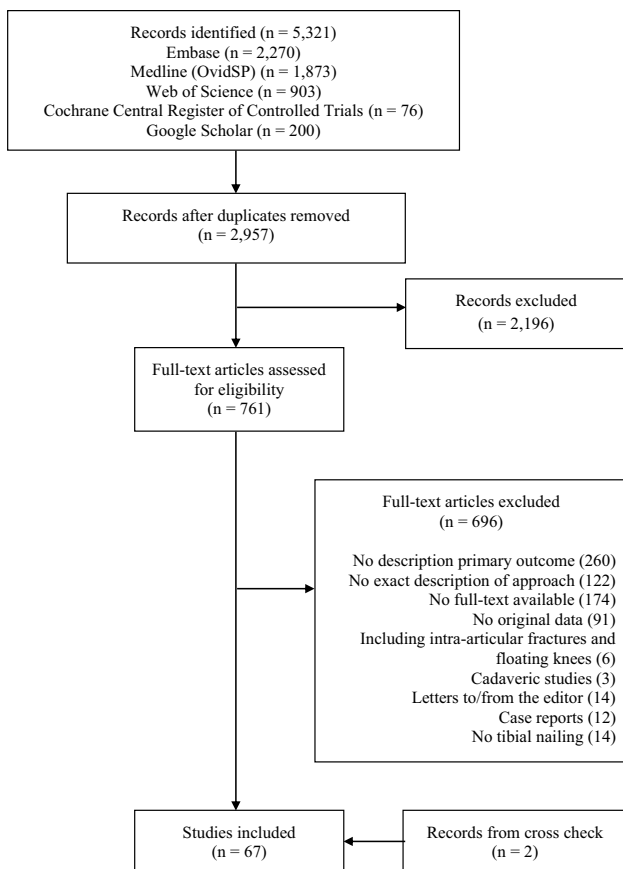 Records identified (n = 5,321)
Embase (n = 2,270)
Medline (OvidSP) (n = 1,873)
Web of Science (n = 903)
Cochrane Central Register of Controlled Trials (n = 76)
Google Scholar (n = 200)
Records after duplicates removed
(n = 2,957)
Records excluded
(n = 2,196)
Full-text articles assessed
for eligibility
(n = 761)
Full-text articles excluded
(n = 696)
No description primary outcome (260)
No exact description of approach (122)
No full-text available (174)
No original data (91)
Including intra-articular fractures and
floating knees (6)
Cadaveric studies (3)
Letters to/from the editor (14)
Case reports (12)
No tibial nailing (14)
Studies included
(n = 67)
Records from cross check
(n = 2)